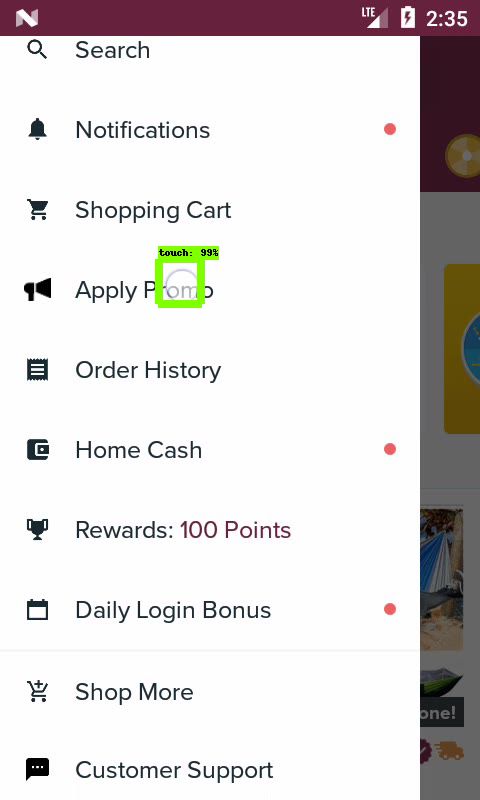 LTE
2:35
Search
Notifications
Shopping Cart
touch: 99%
Apply Promo
Order History
Home Cash
Rewards: 100 Points
Daily Login Bonus
Shop More
one!
Customer Support